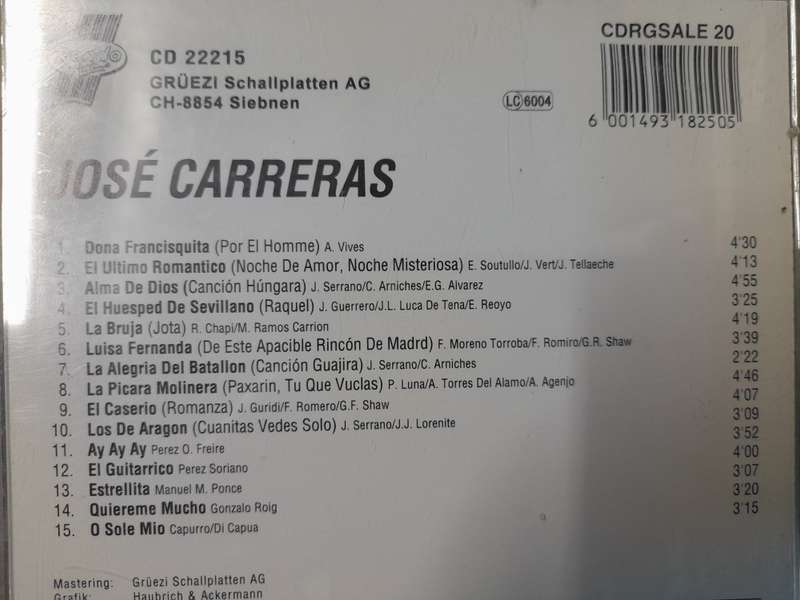 CDRGSALE 20
CD 22215
GRÜEZI Schallplatten AG
CH-8854 Siebnen
LC 6004
6 001493 182505
JOSÉ CARRERAS
1. Dona Francisquita (Por El Homme) A. Vives 4'30
2. El Ultimo Romantico (Noche De Amor, Noche Misteriosa) E. Soutullo/J. Vert/J. Tellaeche 4'13
3. Alma De Dios (Canción Húngara) J. Serrano/C. Arniches/E.G. Alvarez 4'55
4. El Huesped De Sevillano (Raquel) J. Guerrero/J.L. Luca De Tena/E. Reoyo 3'25
5. La Bruja (Jota) R. Chapi/M. Ramos Carrion 4'19
6. Luisa Fernanda (De Este Apacible Rincón De Madrd) F. Moreno Torroba/F. Romiro/G.R. Shaw 3'39
7. La Alegria Del Batallon (Canción Guajira) J. Serrano/C. Arniches 2'22
8. La Picara Molinera (Paxarin, Tu Que Vuclas) P. Luna/A. Torres Del Alamo/A. Agenjo 4'46
9. El Caserio (Romanza) J. Guridi/F. Romero/G.F. Shaw 4'07
10. Los De Aragon (Cuanitas Vedes Solo) J. Serrano/J.J. Lorenite 3'09
11. Ay Ay Ay Perez O. Freire 3'52
12. El Guitarrico Perez Soriano 4'00
13. Estrellita Manuel M. Ponce 3'07
14. Quiereme Mucho Gonzalo Roig 3'20
15. O Sole Mio Capurro/Di Capua 3'15
Mastering: Grüezi Schallplatten AG
Grafik: Haubrich & Ackermann